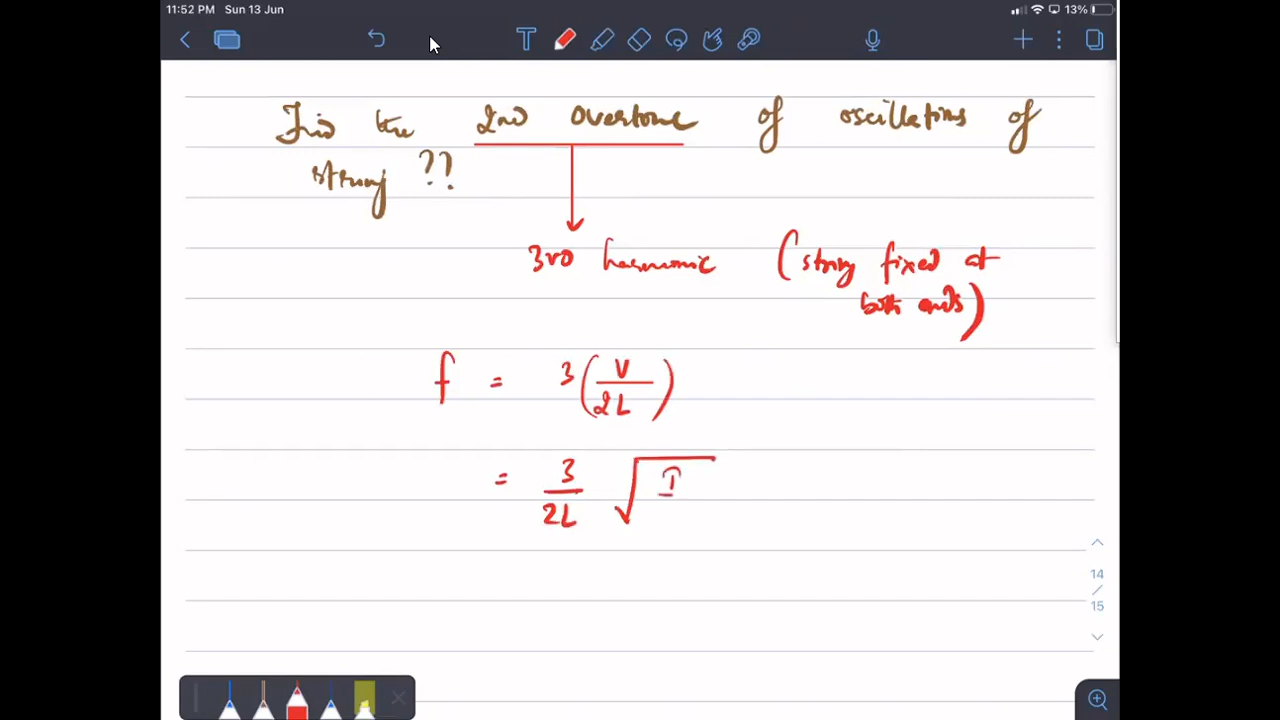 11:52 PM Sun 13 Jun 13%
Find the 2nd overtone of oscillations of
string ??
3rd harmonic (string fixed at
both ends)
f = 3(V/2L)
= 3/2L √T
14
/
15